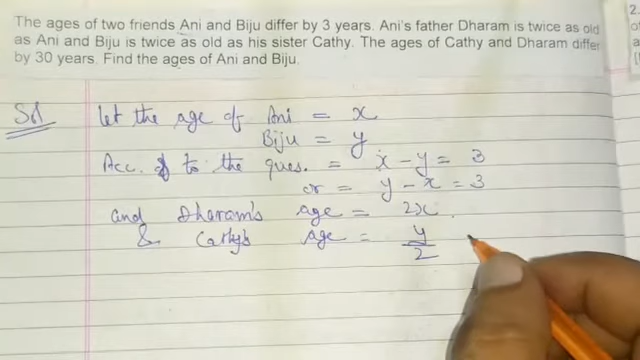 The ages of two friends Ani and Biju differ by 3 years. Ani's father Dharam is twice as old
as Ani and Biju is twice as old as his sister Cathy. The ages of Cathy and Dharam differ
by 30 years. Find the ages of Ani and Biju.
2.
Sol let the age of Ani = x
Biju = y
Acc. to the ques. = x - y = 3
or = y - x = 3
and Dharam's age = 2x.
& Cathy's age = y/2